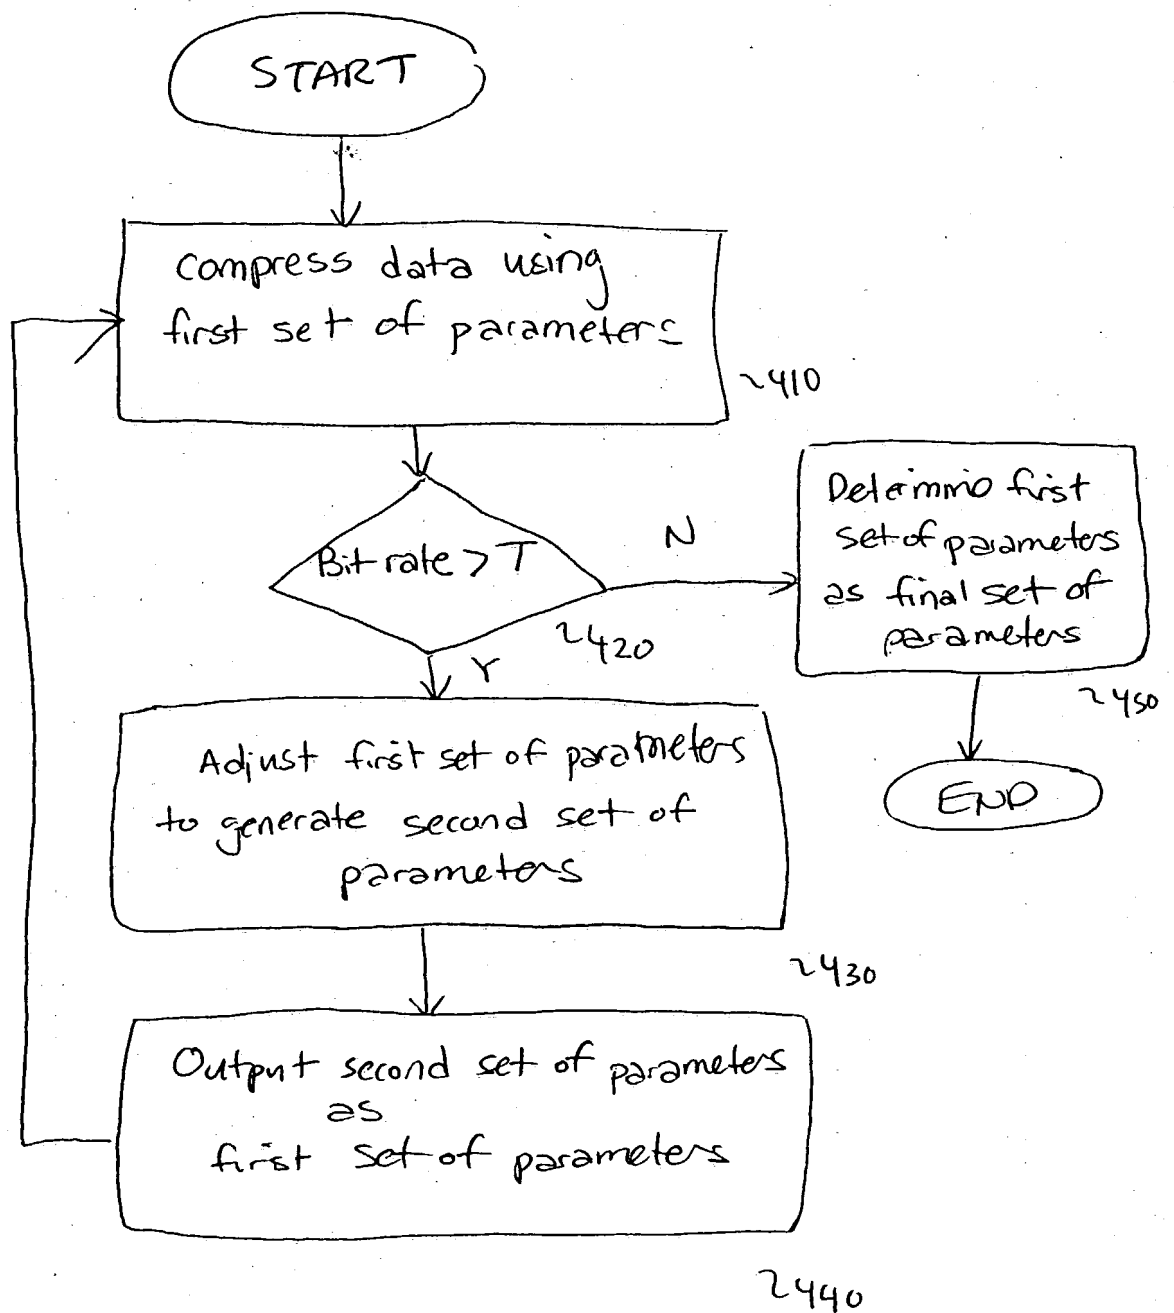 START
Compress data using
first set of parameters
2410
Bit rate > T
N
2420
Y
Determine first
set of parameters
as final set of
parameters
2450
END
Adjust first set of parameters
to generate second set of
parameters
2430
Output second set of parameters
as
first set of parameters
2440